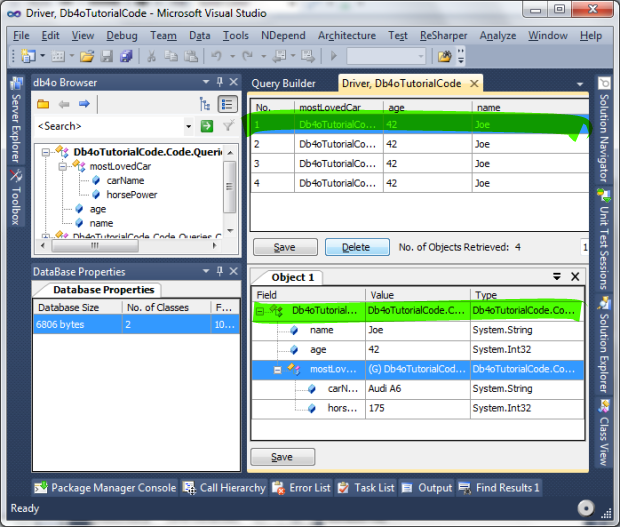 Driver, Db4oTutorialCode - Microsoft Visual Studio
File Edit View Debug Team Data Tools NDepend Architecture Test ReSharper Analyze Window Help
Server Explorer
Toolbox
db4o Browser
<Search>
Db4oTutorialCode.Code.Querie
mostLovedCar
carName
horsePower
age
name
Db4oTutorialCode.Code.Queries.C
DataBase Properties
DataBase Properties
Database Size No. of Classes F...
6806 bytes 2 10...
Query Builder Driver, Db4oTutorialCode
No. mostLovedCar age name
1 Db4oTutorialCo... 42 Joe
2 Db4oTutorialCo... 42 Joe
3 Db4oTutorialCo... 42 Joe
4 Db4oTutorialCo... 42 Joe
Save Delete No. of Objects Retrieved: 4 1
Object 1
Field Value Type
Db4oTutorial... Db4oTutorialCode.C... Db4oTutorialCode.Co...
name Joe System.String
age 42 System.Int32
mostLov... (G) Db4oTutorialCod... Db4oTutorialCode.Co...
carN... Audi A6 System.String
hors... 175 System.Int32
Save
Solution Navigator
Unit Test Sessions
Solution Explorer
Class View
Package Manager Console Call Hierarchy Error List Task List Output Find Results 1
Ready